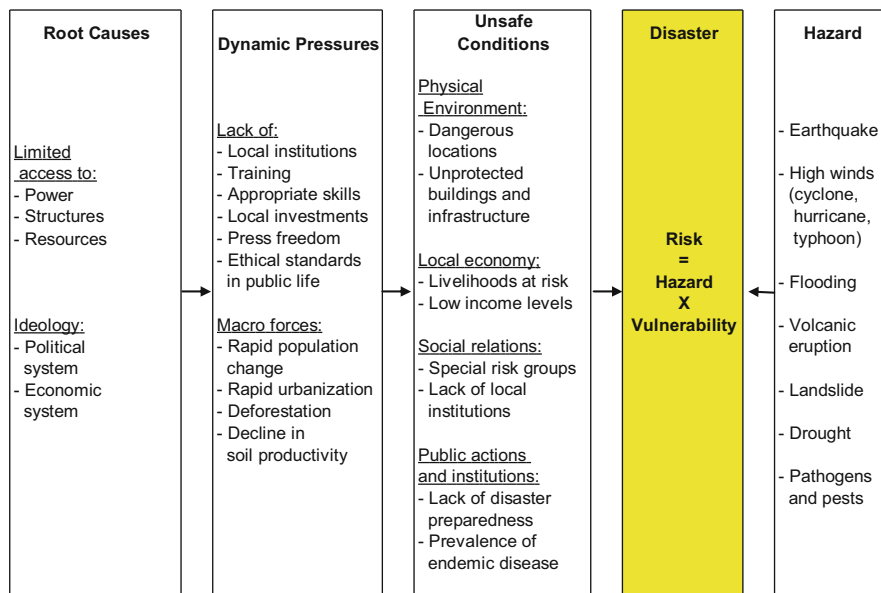 Root Causes
Limited
access to:
- Power
- Structures
- Resources
Ideology:
- Political
system
- Economic
system
Dynamic Pressures
Lack of:
- Local institutions
- Training
- Appropriate skills
- Local investments
- Press freedom
- Ethical standards
in public life
Macro forces:
- Rapid population
change
- Rapid urbanization
- Deforestation
- Decline in
soil productivity
Unsafe
Conditions
Physical
Environment:
- Dangerous
locations
- Unprotected
buildings and
infrastructure
Local economy;
- Livelihoods at risk
- Low income levels
Social relations:
- Special risk groups
- Lack of local
institutions
Public actions
and institutions:
- Lack of disaster
preparedness
- Prevalence of
endemic disease
Disaster
Risk
=
Hazard
X
Vulnerability
Hazard
- Earthquake
- High winds
(cyclone,
hurricane,
typhoon)
- Flooding
- Volcanic
eruption
- Landslide
- Drought
- Pathogens
and pests